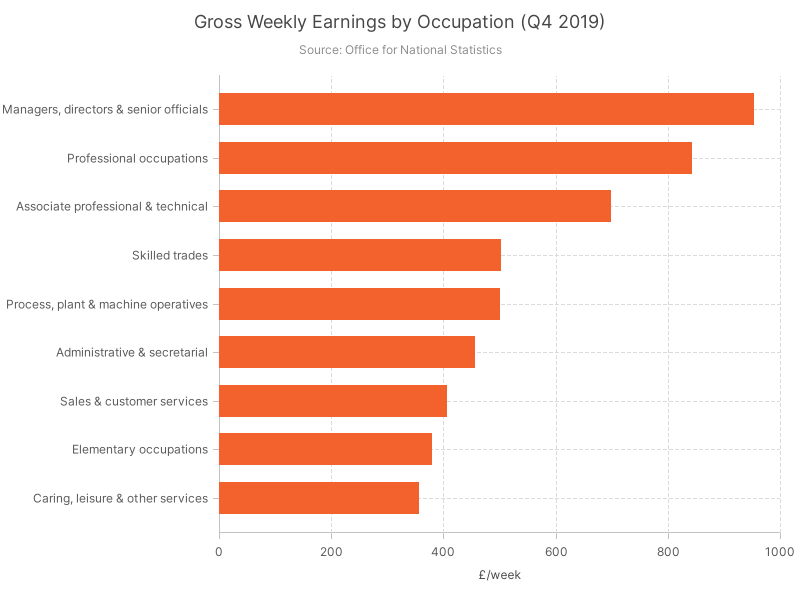 Gross Weekly Earnings by Occupation (Q4 2019)
Source: Office for National Statistics
Managers, directors & senior officials
Professional occupations
Associate professional & technical
Skilled trades
Process, plant & machine operatives
Administrative & secretarial
Sales & customer services
Elementary occupations
Caring, leisure & other services
0 200 400 600 800 1000
£/week